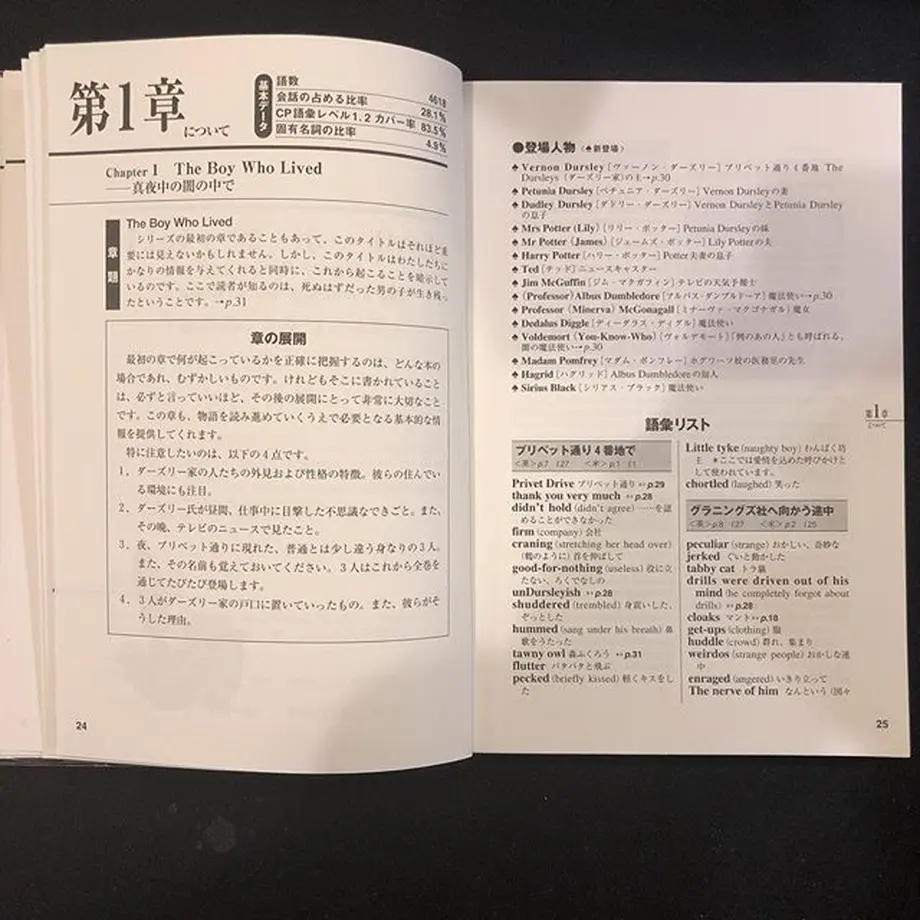 第1章
について
基本データ
語数 4618
会話の占める比率 28.1%
CP語彙レベル1、2 カバー率 83.5%
固有名詞の比率 4.9%
Chapter 1 The Boy Who Lived
——真夜中の闇の中で
章題
The Boy Who Lived
シリーズの最初の章であることもあって、このタイトルはそれほど重
要には見えないかもしれません。しかし、このタイトルはわたしたちに
かなりの情報を与えてくれると同時に、これから起こることを暗示して
いるのです。ここで読者が知るのは、死ぬはずだった男の子が生き残っ
たということです。→p.31
章の展開
最初の章で何が起こっているかを正確に把握するのは、どんな本の
場合であれ、むずかしいものです。けれどもそこに書かれていること
は、必ずと言っていいほど、その後の展開にとって非常に大切なこと
です。この章も、物語を読み進めていくうえで必要となる基本的な情
報を提供してくれます。
特に注意したいのは、以下の4点です。
1. ダーズリー家の人たちの外見および性格の特徴。彼らの住んでい
る環境にも注目。
2. ダーズリー氏が昼間、仕事中に目撃した不思議なできごと。また、
その晩、テレビのニュースで見たこと。
3. 夜、プリベット通りに現れた、普通とは少し違う身なりの3人。
また、その名前も覚えておいてください。3人はこれから全巻を
通じてたびたび登場します。
4. 3人がダーズリー家の戸口に置いていったもの。また、彼らがそ
うした理由。
24
●登場人物〈♠新登場〉
♠ Vernon Dursley [ヴァーノン・ダーズリー] プリベット通り4番地 The
Dursleys (ダーズリー家)の主→p.30
♠ Petunia Dursley [ペチュニア・ダーズリー] Vernon Dursleyの妻
♠ Dudley Dursley [ダドリー・ダーズリー] Vernon DursleyとPetunia Dursley
の息子
♠ Mrs Potter (Lily) [リリー・ポッター] Petunia Dursleyの妹
♠ Mr Potter (James) [ジェームズ・ポッター] Lily Potterの夫
♠ Harry Potter [ハリー・ポッター] Potter夫妻の息子
♠ Ted [テッド] ニュースキャスター
♠ Jim McGuffin [ジム・マクガフィン] テレビの天気予報士
♠ (Professor) Albus Dumbledore [アルバス・ダンブルドーア] 魔法使い→p.30
♠ Professor (Minerva) McGonagall [ミナーヴァ・マクゴナガル] 魔女
♠ Dedalus Diggle [ディーダラス・ディグル] 魔法使い
♠ Voldemort (You-Know-Who) [ヴォルデモート]「例のあの人」とも呼ばれる、
闇の魔法使い→p.30
♠ Madam Pomfrey [マダム・ポンフレー] ホグワーツ校の医務室の先生
♠ Hagrid [ハグリッド] Albus Dumbledoreの知人
♠ Sirius Black [シリアス・ブラック] 魔法使い
語彙リスト
プリベット通り4番地で
<英>p.7 l27 <米>p.1 l1
Privet Drive プリベット通り ↔p.29
thank you very much ↔p.28
didn't hold (didn't agree) ……を認
めることができなかった
firm (company) 会社
craning (stretching her head over)
(鶴のように) 首を伸ばして
good-for-nothing (useless) 役に立
たない、ろくでなしの
unDursleyish ↔p.28
shuddered (trembled) 身震いした、
ぞっとした
hummed (sang under his breath) 鼻
歌をうたった
tawny owl 森ふくろう ↔p.31
flutter バタバタと飛ぶ
pecked (briefly kissed) 軽くキスをし
た
Little tyke (naughty boy) わんぱく坊
主 *ここでは愛情を込めた呼びかけと
して使われています。
chortled (laughed) 笑った
グラニングズ社へ向かう途中
<英>p.8 l27 <米>p.2 l25
peculiar (strange) おかしい、奇妙な
jerked ぐいと動かした
tabby cat トラ猫
drills were driven out of his
mind (he completely forgot about
drills) ↔p.28
cloaks マント↔p.18
get-ups (clothing) 服
huddle (crowd) 群れ、集まり
weirdos (strange people) おかしな連
中
enraged (angered) いきり立って
The nerve of him なんという (図々
第1章
について
25